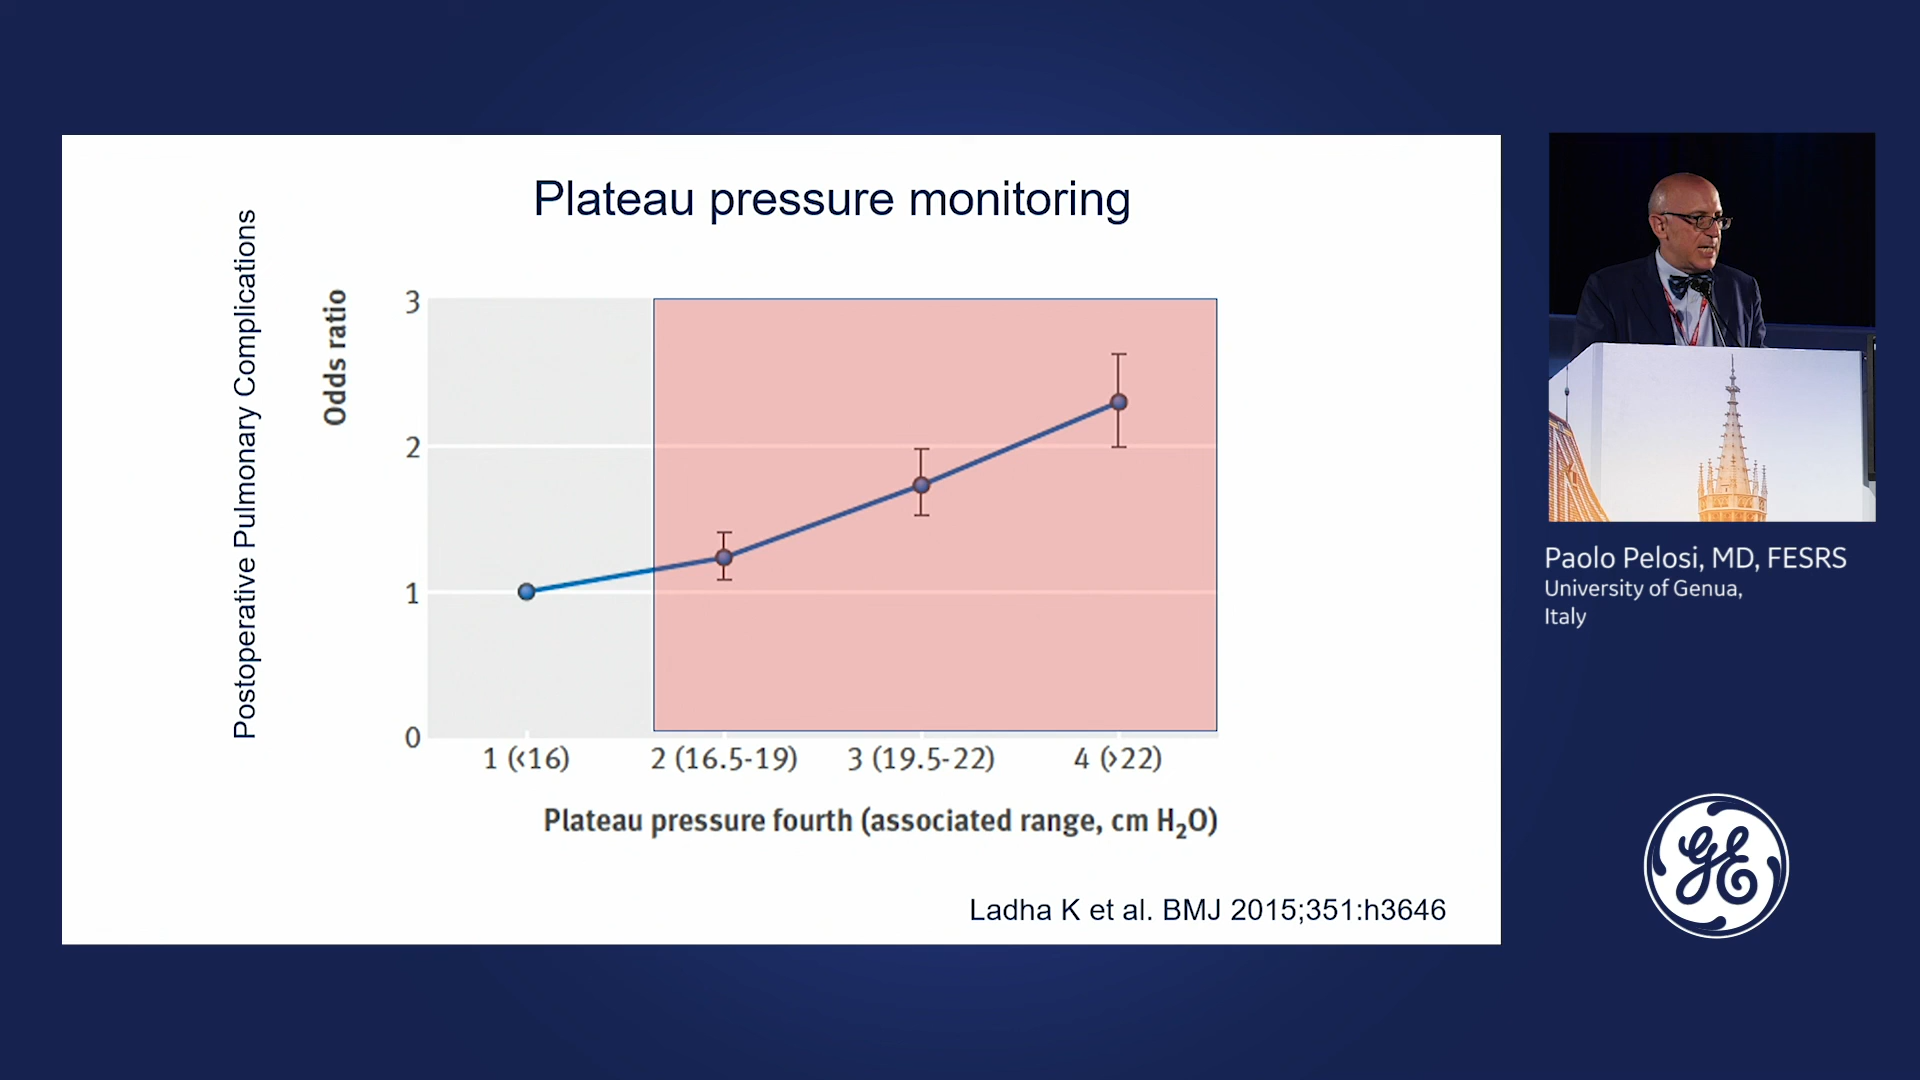 Plateau pressure monitoring
Postoperative Pulmonary Complications
Odds ratio
3
2
1
0
1 (<16)
2 (16.5-19)
3 (19.5-22)
4 (>22)
Plateau pressure fourth (associated range, cm H₂O)
Ladha K et al. BMJ 2015;351:h3646
Paolo Pelosi, MD, FESRS
University of Genua,
Italy
GE